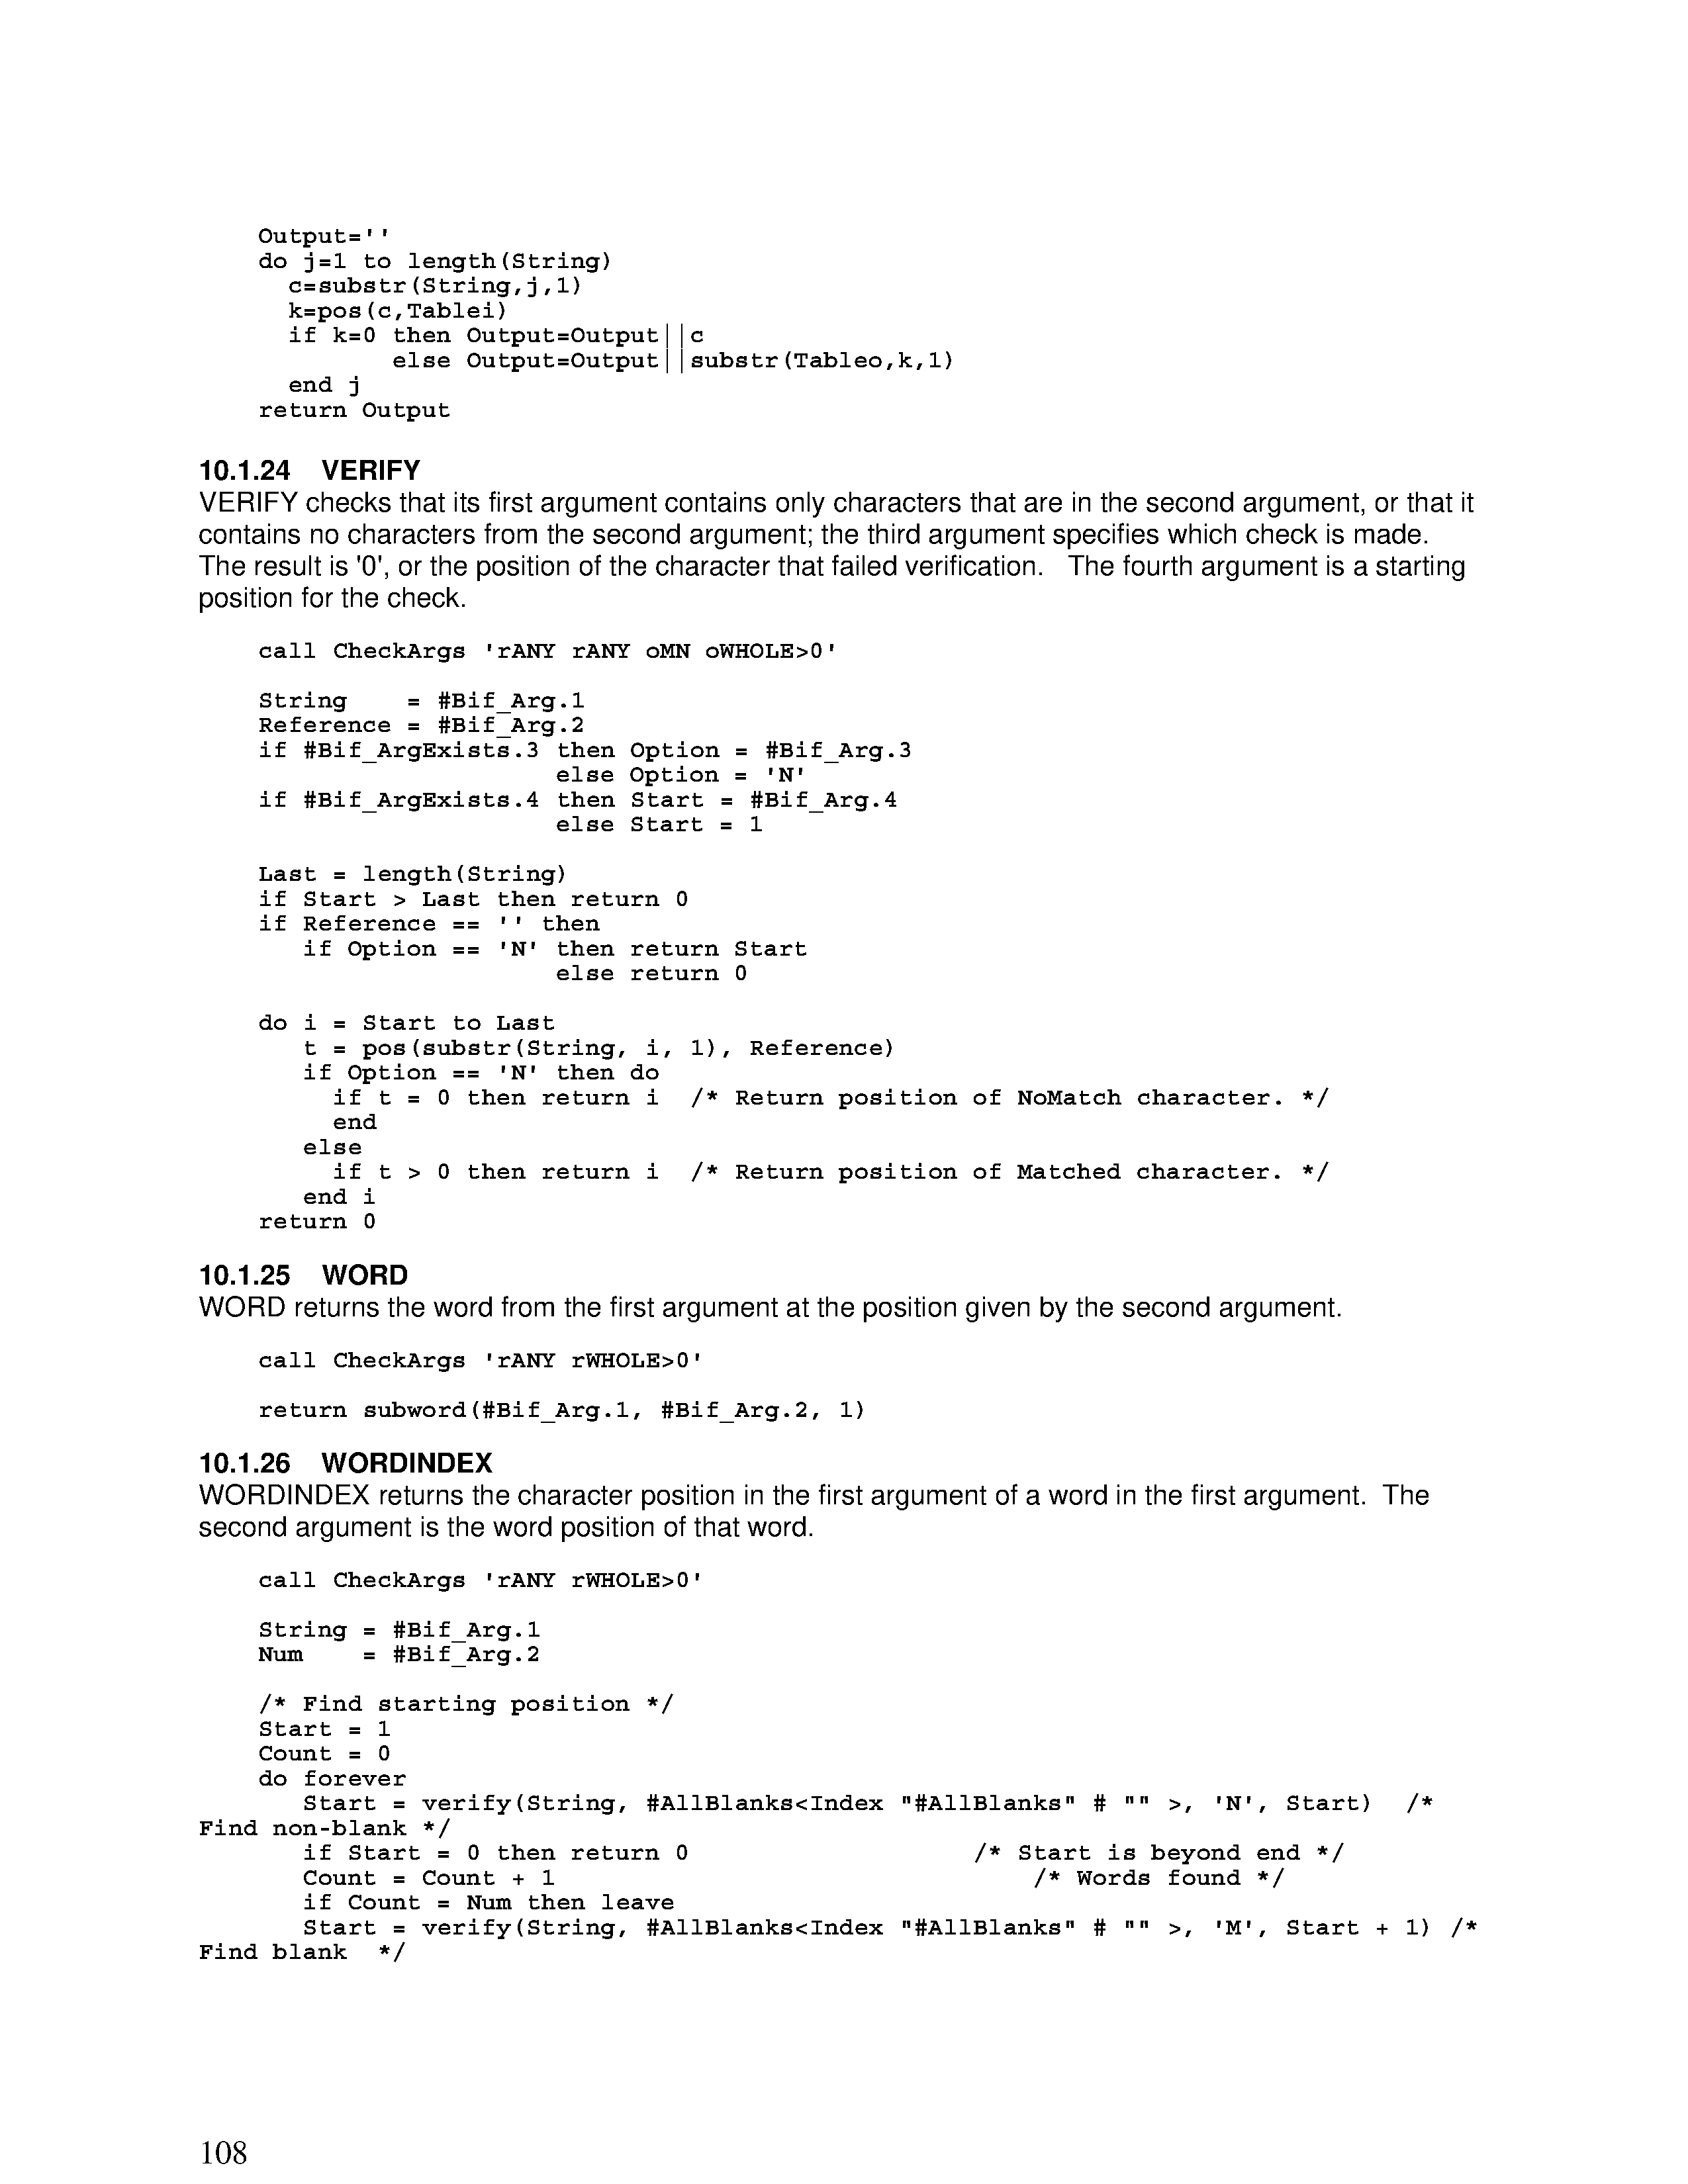 Output=''
do j=1 to length(String)
  c=substr(String,j,1)
  k=pos(c,Tablei)
  if k=0 then Output=Output||c
         else Output=Output||substr(Tableo,k,1)
  end j
return Output
10.1.24 VERIFY
VERIFY checks that its first argument contains only characters that are in the second argument, or that it
contains no characters from the second argument; the third argument specifies which check is made.
The result is '0', or the position of the character that failed verification. The fourth argument is a starting
position for the check.
call CheckArgs 'rANY rANY oMN oWHOLE>0'
String    = #Bif_Arg.1
Reference = #Bif_Arg.2
if #Bif_ArgExists.3 then Option = #Bif_Arg.3
                    else Option = 'N'
if #Bif_ArgExists.4 then Start = #Bif_Arg.4
                    else Start = 1
Last = length(String)
if Start > Last then return 0
if Reference == '' then
   if Option == 'N' then return Start
                    else return 0
do i = Start to Last
   t = pos(substr(String, i, 1), Reference)
   if Option == 'N' then do
     if t = 0 then return i  /* Return position of NoMatch character. */
     end
   else
     if t > 0 then return i  /* Return position of Matched character. */
   end i
return 0
10.1.25 WORD
WORD returns the word from the first argument at the position given by the second argument.
call CheckArgs 'rANY rWHOLE>0'
return subword(#Bif_Arg.1, #Bif_Arg.2, 1)
10.1.26 WORDINDEX
WORDINDEX returns the character position in the first argument of a word in the first argument. The
second argument is the word position of that word.
call CheckArgs 'rANY rWHOLE>0'
String = #Bif_Arg.1
Num    = #Bif_Arg.2
/* Find starting position */
Start = 1
Count = 0
do forever
   Start = verify(String, #AllBlanks<Index "#AllBlanks" # "" >, 'N', Start)  /*
Find non-blank */
   if Start = 0 then return 0                   /* Start is beyond end */
   Count = Count + 1                                /* Words found */
   if Count = Num then leave
   Start = verify(String, #AllBlanks<Index "#AllBlanks" # "" >, 'M', Start + 1) /*
Find blank  */
108